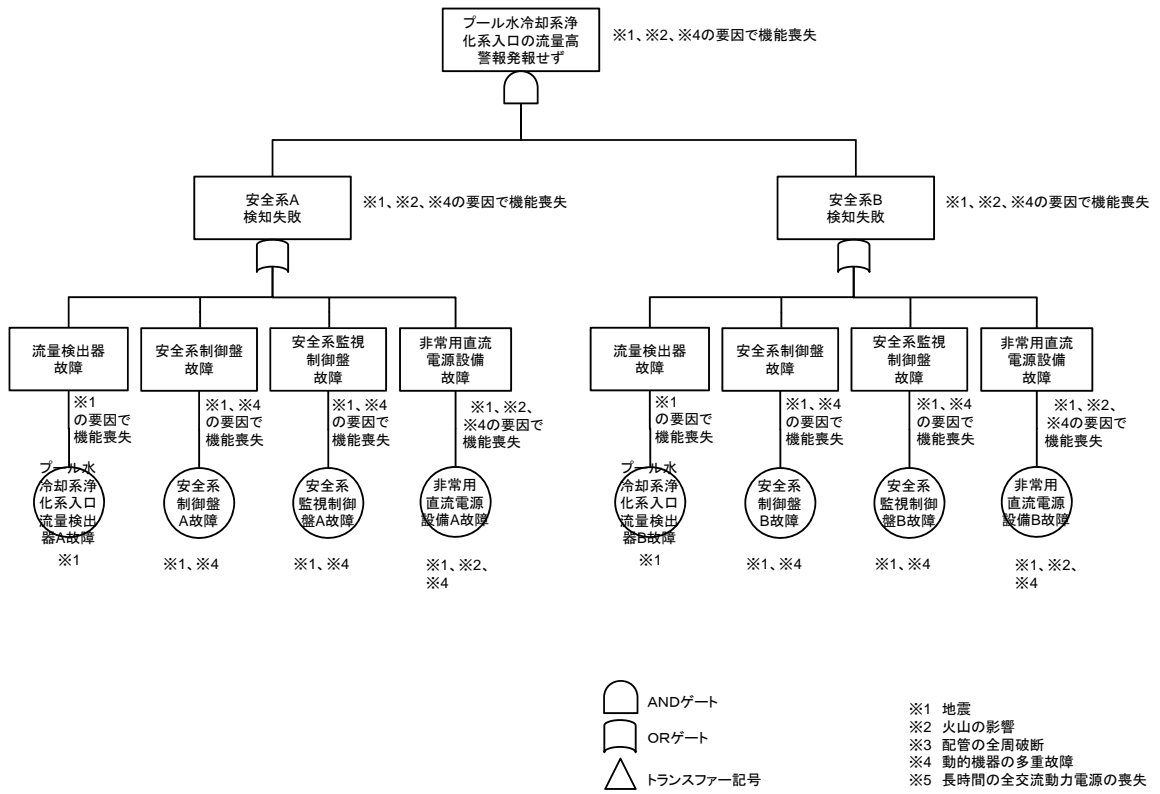 プール水冷却系浄
化系入口の流量高
警報発報せず
※1、※2、※4の要因で機能喪失
安全系A
検知失敗
※1、※2、※4の要因で機能喪失
安全系B
検知失敗
※1、※2、※4の要因で機能喪失
流量検出器
故障
安全系制御盤
故障
安全系監視
制御盤
故障
非常用直流
電源設備
故障
流量検出器
故障
安全系制御盤
故障
安全系監視
制御盤
故障
非常用直流
電源設備
故障
※1
の要因で
機能喪失
※1、※4
の要因で
機能喪失
※1、※4
の要因で
機能喪失
※1、※2、
※4の要因で
機能喪失
※1
の要因で
機能喪失
※1、※4
の要因で
機能喪失
※1、※4
の要因で
機能喪失
※1、※2、
※4の要因で
機能喪失
プール水
冷却系浄
化系入口
流量検出
器A故障
安全系
制御盤
A故障
安全系
監視制御
盤A故障
非常用
直流電源
設備A故障
プール水
冷却系浄
化系入口
流量検出
器B故障
安全系
制御盤
B故障
安全系
監視制御
盤B故障
非常用
直流電源
設備B故障
※1
※1、※4
※1、※4
※1、※2、
※4
※1
※1、※4
※1、※4
※1、※2、
※4
ANDゲート
ORゲート
トランスファー記号
※1 地震
※2 火山の影響
※3 配管の全周破断
※4 動的機器の多重故障
※5 長時間の全交流動力電源の喪失